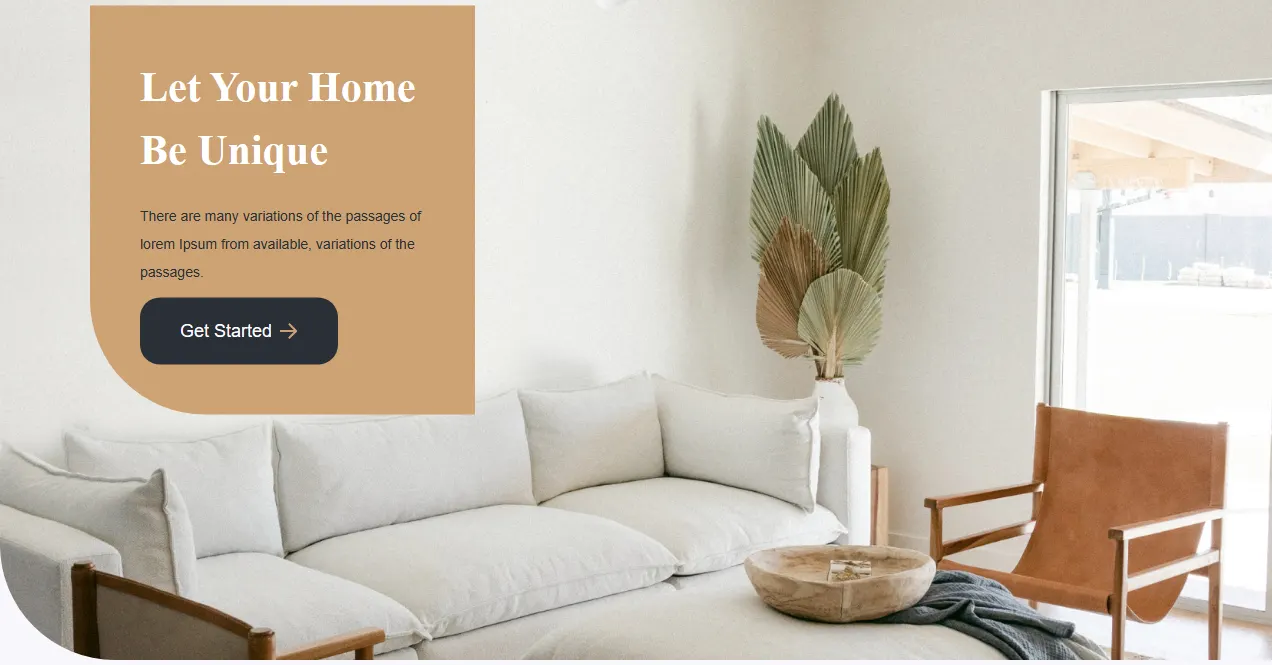 Let Your Home
Be Unique
There are many variations of the passages of
lorem Ipsum from available, variations of the
passages.
Get Started →